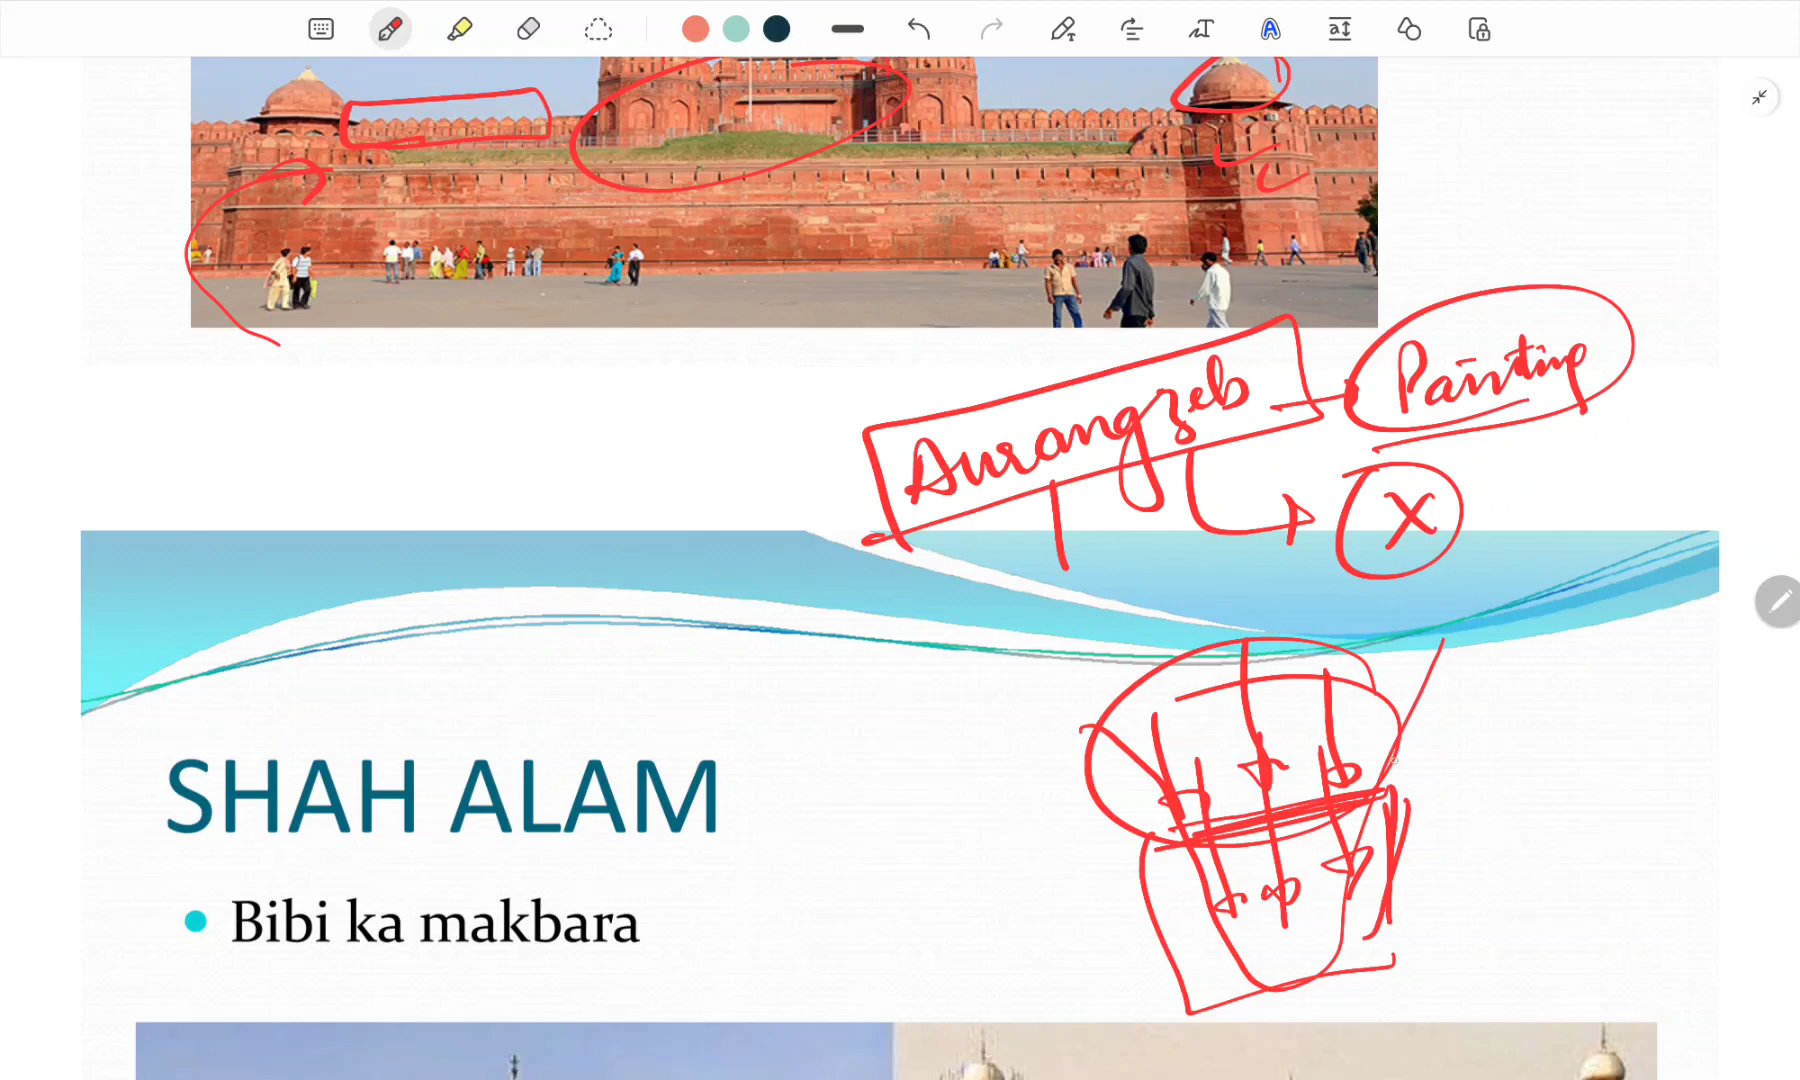 Aurangzeb
Painting
X
SHAH ALAM
Bibi ka makbara